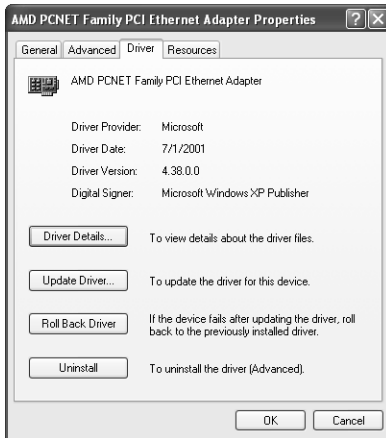 AMD PCNET Family PCI Ethernet Adapter Properties
General Advanced Driver Resources
AMD PCNET Family PCI Ethernet Adapter
Driver Provider: Microsoft
Driver Date: 7/1/2001
Driver Version: 4.38.0.0
Digital Signer: Microsoft Windows XP Publisher
Driver Details... To view details about the driver files.
Update Driver... To update the driver for this device.
Roll Back Driver If the device fails after updating the driver, roll
back to the previously installed driver.
Uninstall To uninstall the driver (Advanced).
OK Cancel